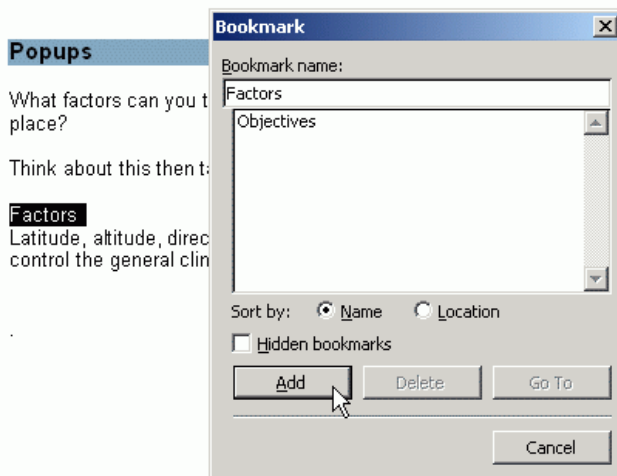 Popups
What factors can you t
place?
Think about this then t
Factors
Latitude, altitude, direc
control the general clin
.
Bookmark
Bookmark name:
Factors
Objectives
Sort by: Name Location
Hidden bookmarks
Add Delete Go To
Cancel